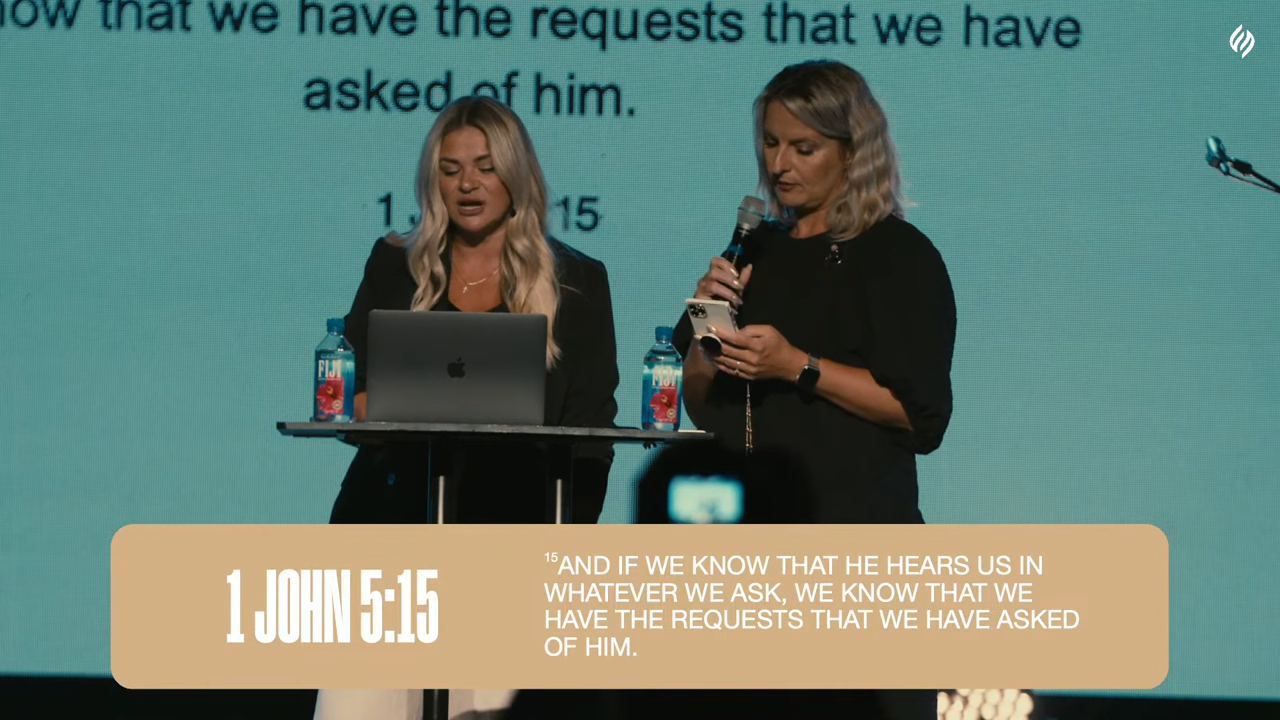 now that we have the requests that we have
asked of him.
1 J 15
FIJI
FIJI
1 JOHN 5:15
15AND IF WE KNOW THAT HE HEARS US IN
WHATEVER WE ASK, WE KNOW THAT WE
HAVE THE REQUESTS THAT WE HAVE ASKED
OF HIM.